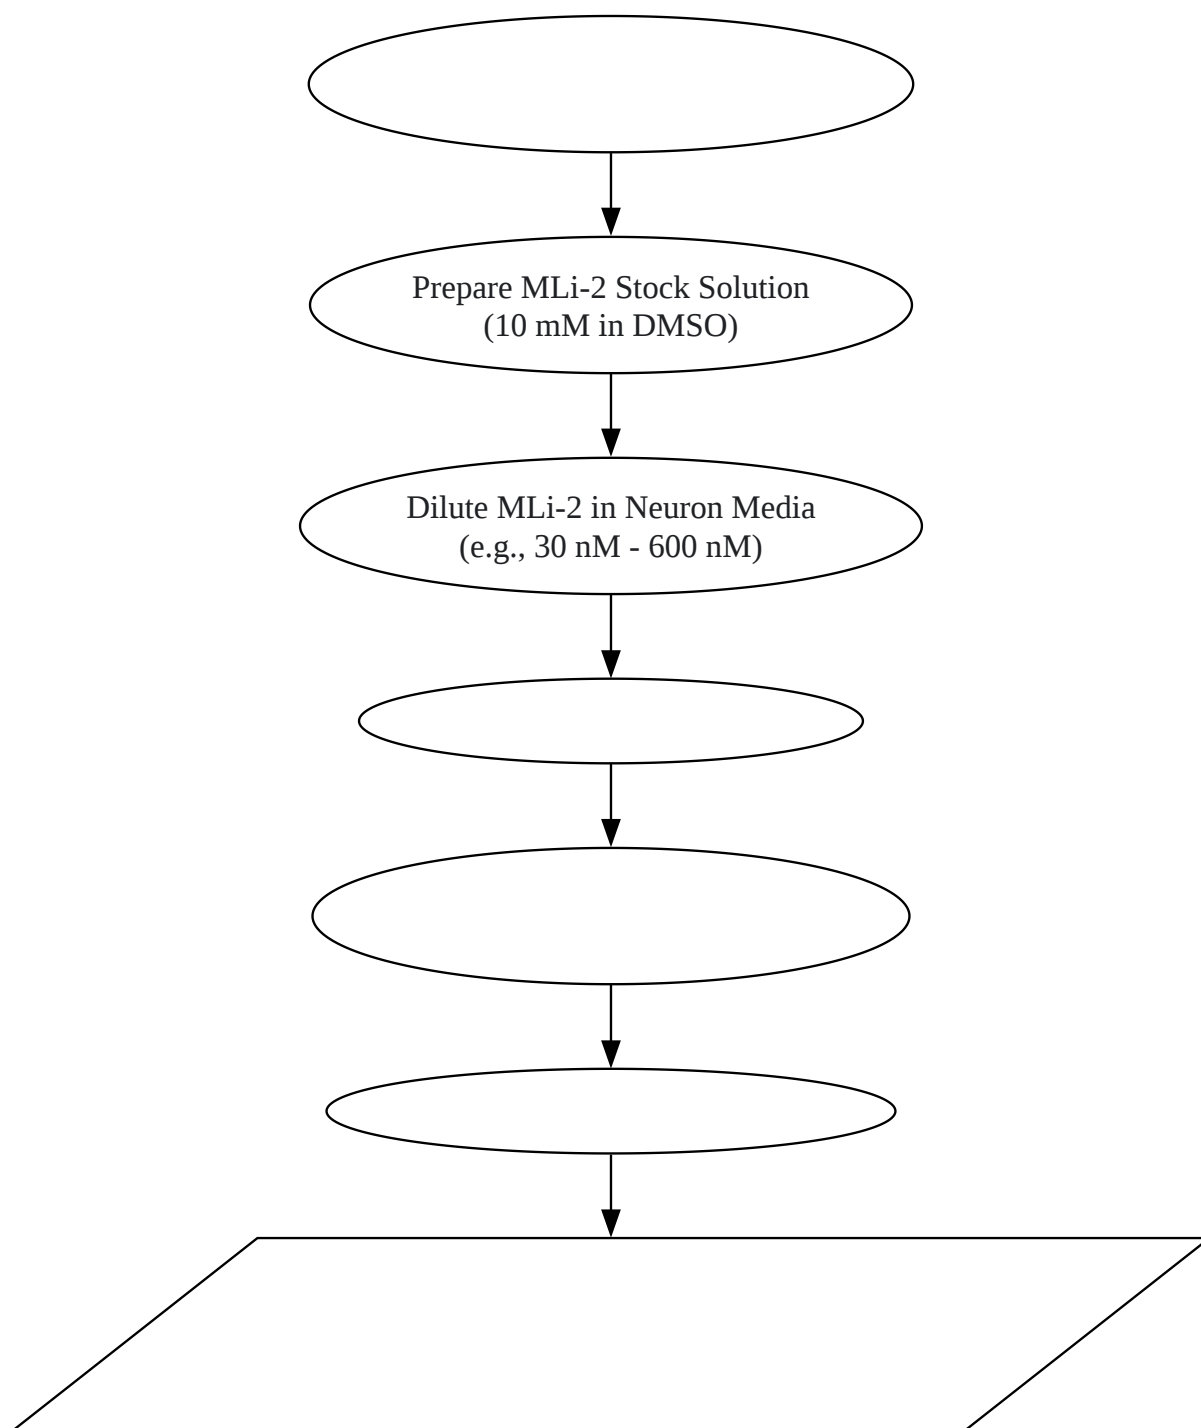 Prepare MLi-2 Stock Solution
(10 mM in DMSO)
Dilute MLi-2 in Neuron Media
(e.g., 30 nM - 600 nM)